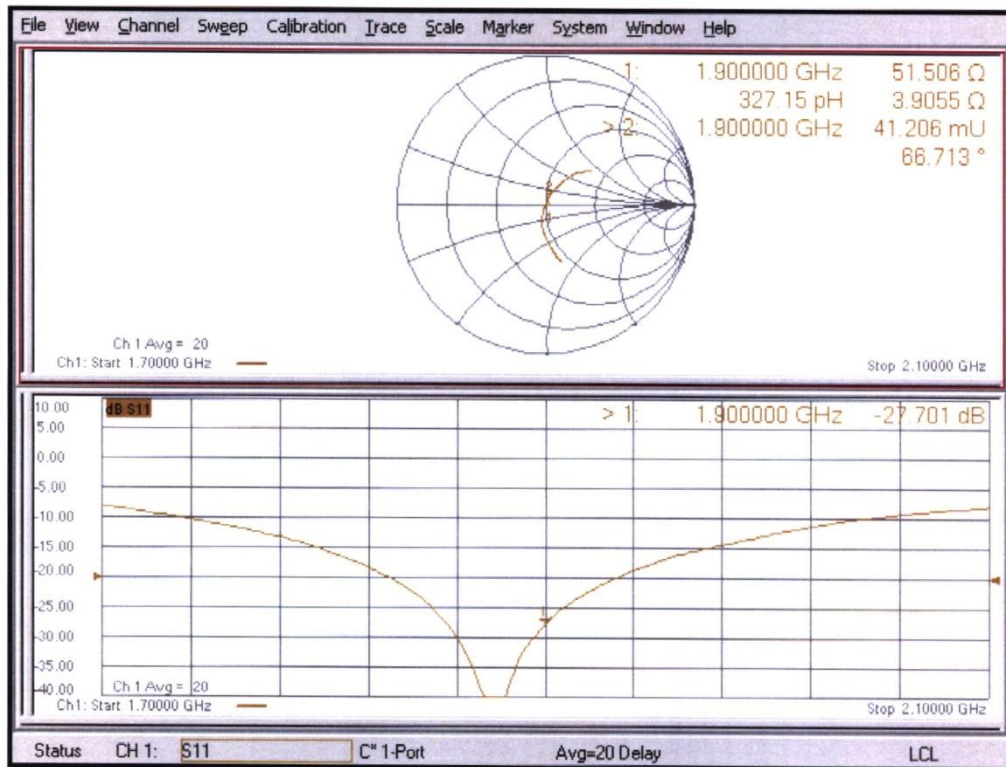 File View Channel Sweep Calibration Trace Scale Marker System Window Help
1: 1.900000 GHz 51.506 Ω
327.15 pH 3.9055 Ω
> 2: 1.900000 GHz 41.206 mU
66.713 °
Ch 1 Avg = 20
Ch1: Start 1.70000 GHz Stop 2.10000 GHz
10.00 dB S11 > 1: 1.900000 GHz -27.701 dB
5.00
0.00
-5.00
-10.00
-15.00
-20.00
-25.00
-30.00
-35.00
-40.00
Ch 1 Avg = 20
Ch1: Start 1.70000 GHz Stop 2.10000 GHz
Status CH 1: S11 C* 1-Port Avg=20 Delay LCL